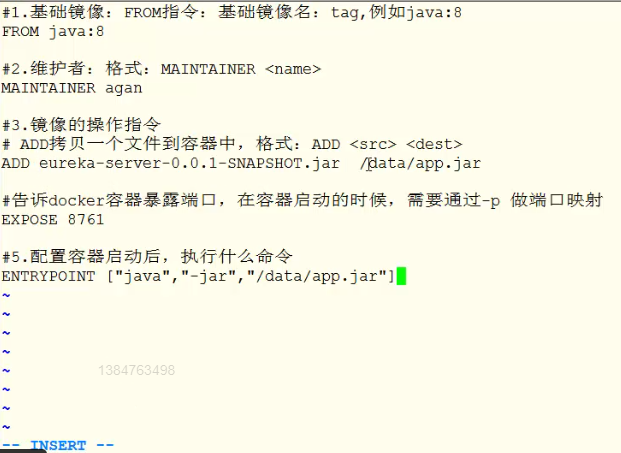 #1.基础镜像：FROM指令：基础镜像名：tag,例如java:8
FROM java:8
#2.维护者：格式：MAINTAINER <name>
MAINTAINER agan
#3.镜像的操作指令
# ADD拷贝一个文件到容器中，格式：ADD <src> <dest>
ADD eureka-server-0.0.1-SNAPSHOT.jar  /data/app.jar
#告诉docker容器暴露端口，在容器启动的时候，需要通过-p 做端口映射
EXPOSE 8761
#5.配置容器启动后，执行什么命令
ENTRYPOINT ["java","-jar","/data/app.jar"]
~
~
~
~
1384763498
~
~
~
~
-- INSERT --